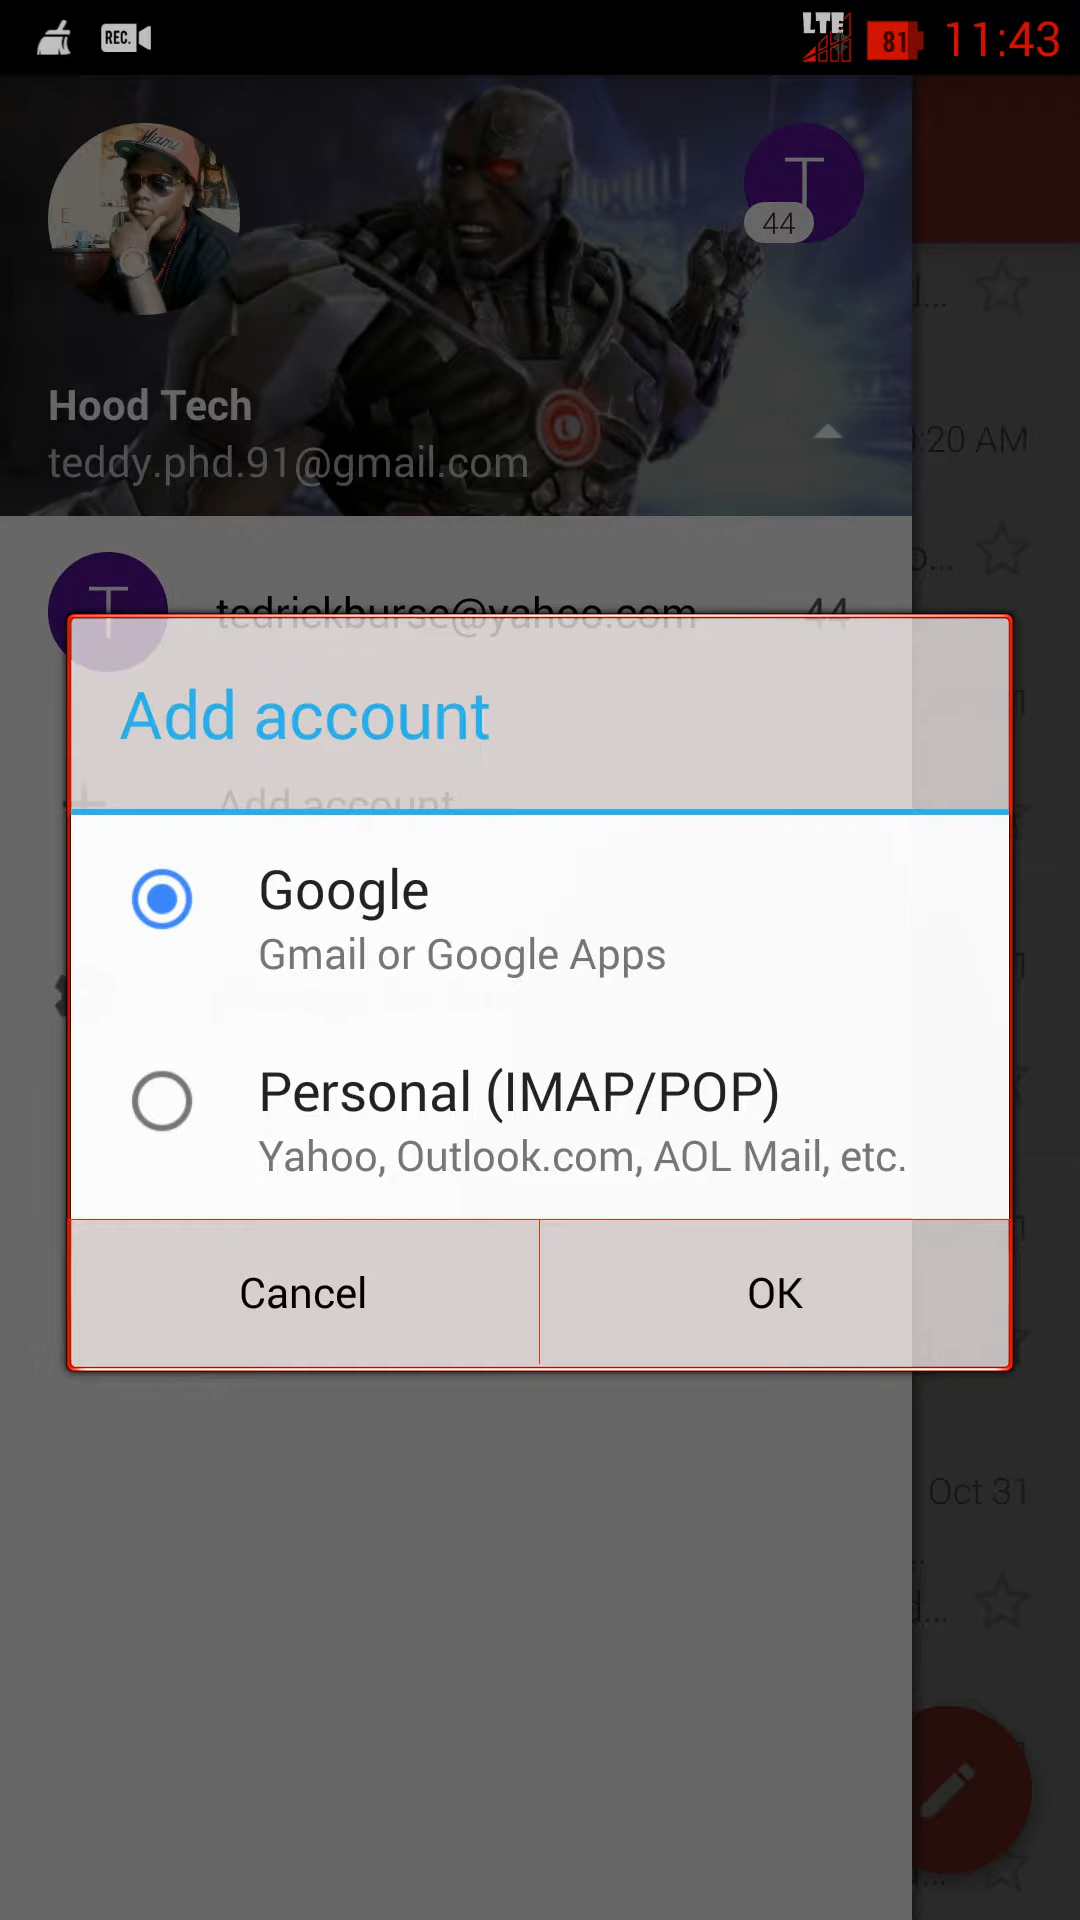 REC.
LTE
81
11:43
Miami
T
44
Hood Tech
teddy.phd.91@gmail.com
:20 AM
T
tedrickburse@yahoo.com 44
Add account
Add account
Google
Gmail or Google Apps
Personal (IMAP/POP)
Yahoo, Outlook.com, AOL Mail, etc.
Cancel
OK
Oct 31